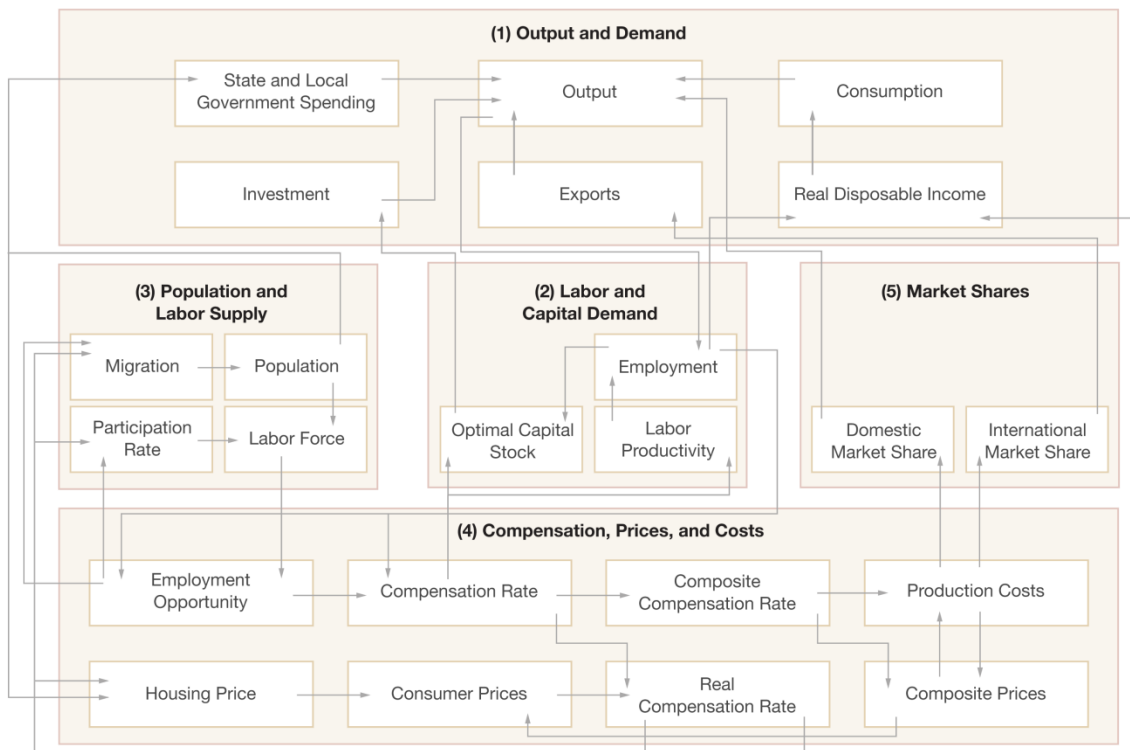 (1) Output and Demand
State and Local
Government Spending
Output
Consumption
Investment
Exports
Real Disposable Income
(3) Population and
Labor Supply
Migration
Population
Participation
Rate
Labor Force
(2) Labor and
Capital Demand
Employment
Optimal Capital
Stock
Labor
Productivity
(5) Market Shares
Domestic
Market Share
International
Market Share
(4) Compensation, Prices, and Costs
Employment
Opportunity
Compensation Rate
Composite
Compensation Rate
Production Costs
Housing Price
Consumer Prices
Real
Compensation Rate
Composite Prices